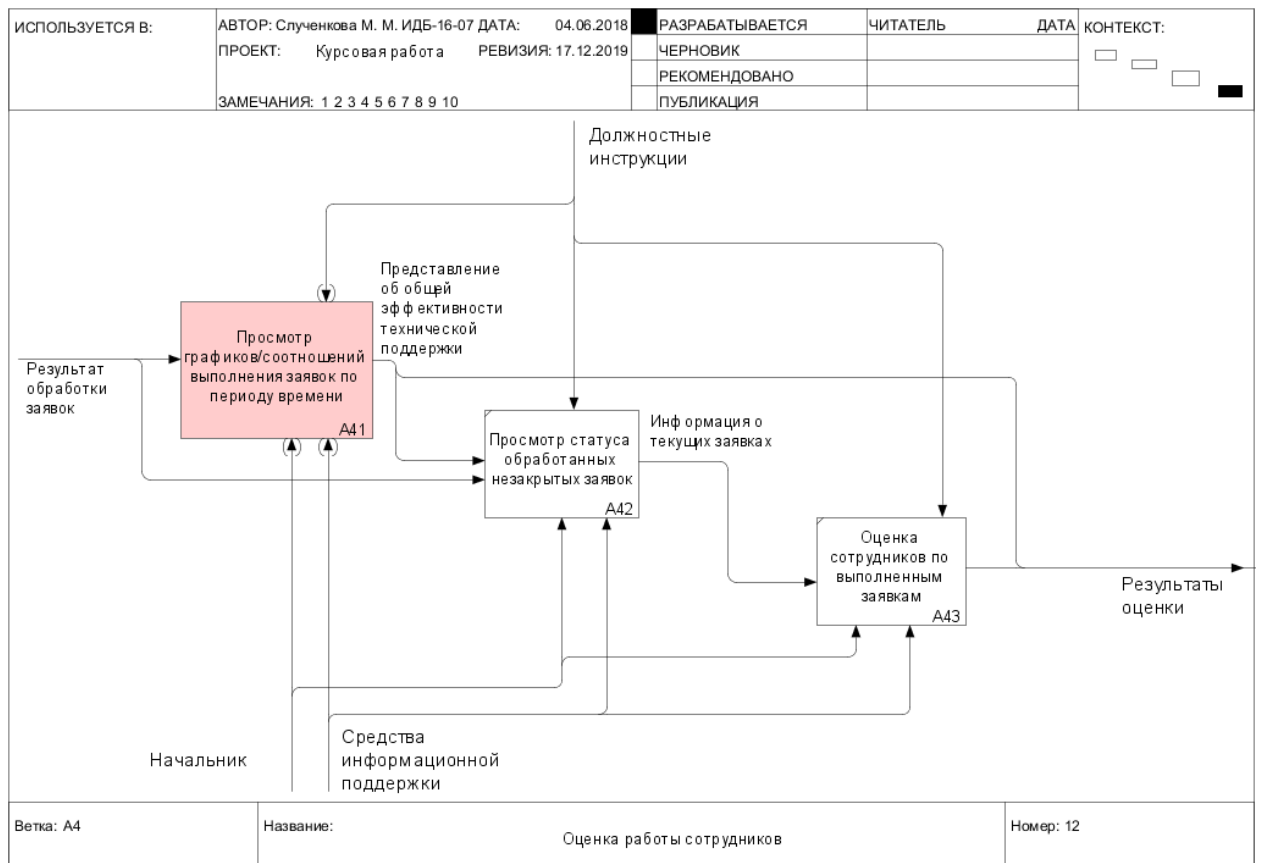 ИСПОЛЬЗУЕТСЯ В:
АВТОР: Слученкова М. М. ИДБ-16-07 ДАТА: 04.06.2018
ПРОЕКТ: Курсовая работа РЕВИЗИЯ: 17.12.2019
ЗАМЕЧАНИЯ: 1 2 3 4 5 6 7 8 9 10
РАЗРАБАТЫВАЕТСЯ
ЧЕРНОВИК
РЕКОМЕНДОВАНО
ПУБЛИКАЦИЯ
ЧИТАТЕЛЬ ДАТА
КОНТЕКСТ:
Должностные
инструкции
Представление
об общей
эффективности
технической
поддержки
Просмотр
графиков/соотношений
выполнения заявок по
периоду времени
A41
Результат
обработки
заявок
Просмотр статуса
обработанных
незакрытых заявок
A42
Информация о
текущих заявках
Оценка
сотрудников по
выполненным
заявкам
A43
Результаты
оценки
Начальник
Средства
информационной
поддержки
Ветка: A4
Название:
Оценка работы сотрудников
Номер: 12